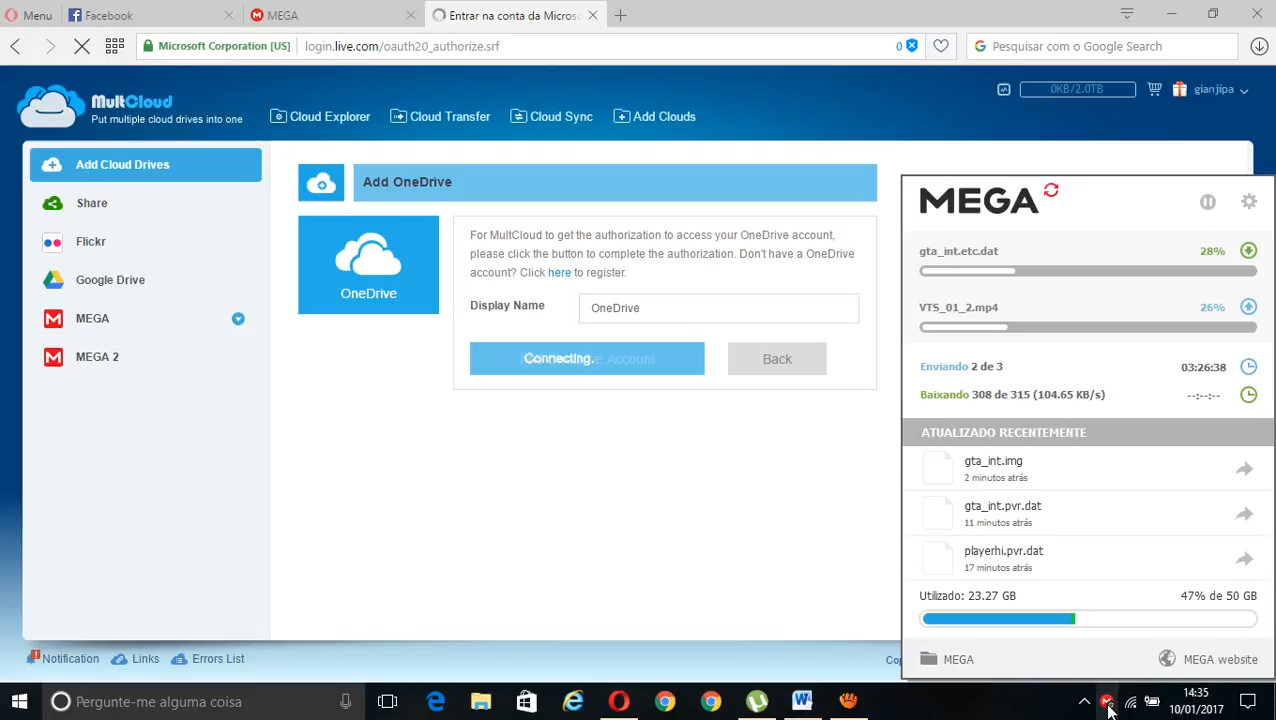 Menu
Facebook
MEGA
Entrar na conta da Micros
Microsoft Corporation [US]
login.live.com/oauth20_authorize.srf
0
Pesquisar com o Google Search
MultCloud
Put multiple cloud drives into one
Cloud Explorer
Cloud Transfer
Cloud Sync
Add Clouds
0KB/2.0TB
gianjipa
Add Cloud Drives
Share
Flickr
Google Drive
MEGA
MEGA 2
Add OneDrive
OneDrive
For MultCloud to get the authorization to access your OneDrive account,
please click the button to complete the authorization. Don't have a OneDrive
account? Click here to register.
Display Name
OneDrive
Connecting.
Account
Back
MEGA
gta_int.etc.dat 28%
VTS_01_2.mp4 26%
Enviando 2 de 3 03:26:38
Baixando 308 de 315 (104.65 KB/s) --:--:--
ATUALIZADO RECENTEMENTE
gta_int.img
2 minutos atrás
gta_int.pvr.dat
11 minutos atrás
playerhi.pvr.dat
17 minutos atrás
Utilizado: 23.27 GB 47% de 50 GB
MEGA
MEGA website
Notification
Links
Errors List
Cop
Pergunte-me alguma coisa
14:35
10/01/2017